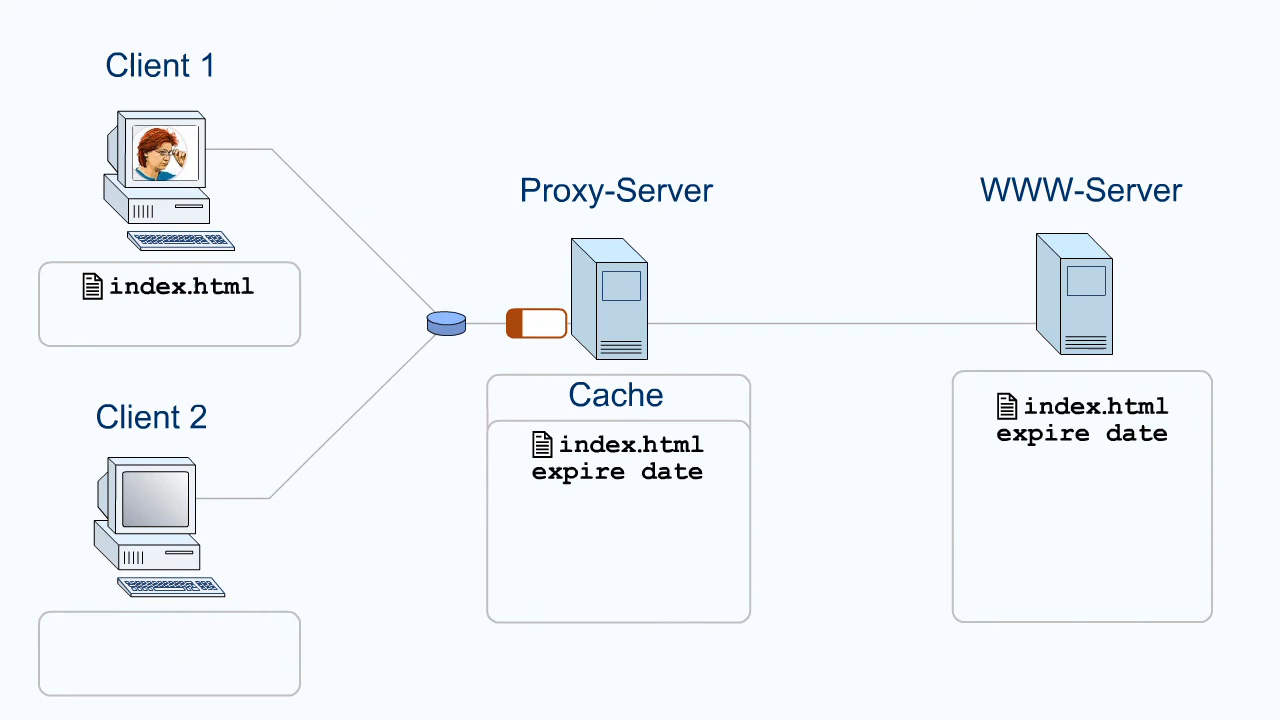 Client 1
index.html
Client 2
Proxy-Server
Cache
index.html
expire date
WWW-Server
index.html
expire date